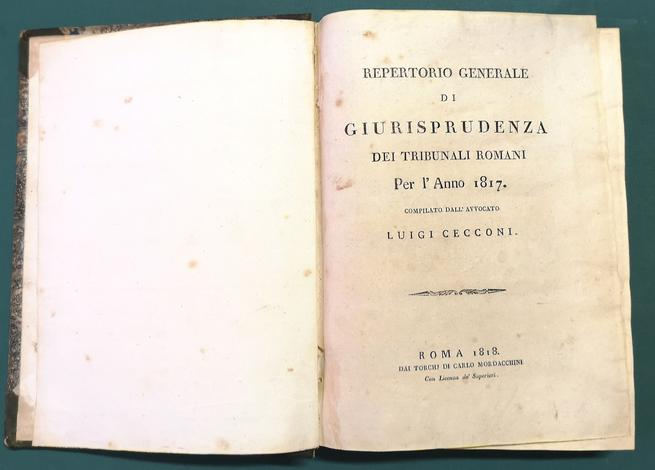 REPERTORIO GENERALE
DI
GIURISPRUDENZA
DEI TRIBUNALI ROMANI
Per l' Anno 1817.
COMPILATO DALL' AVVOCATO
LUIGI CECCONI.
ROMA 1818.
DAI TORCHI DI CARLO MORDACCHINI
Con Licenza de' Superiori.